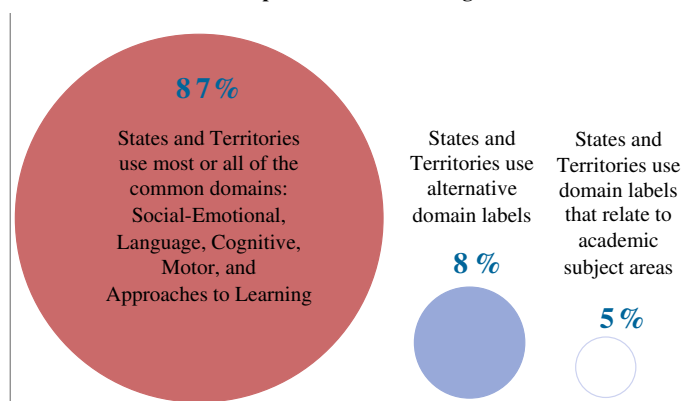 87%
States and Territories
use most or all of the
common domains:
Social-Emotional,
Language, Cognitive,
Motor, and
Approaches to Learning
States and
Territories use
alternative
domain labels
8%
States and
Territories use
domain labels
that relate to
academic
subject areas
5%